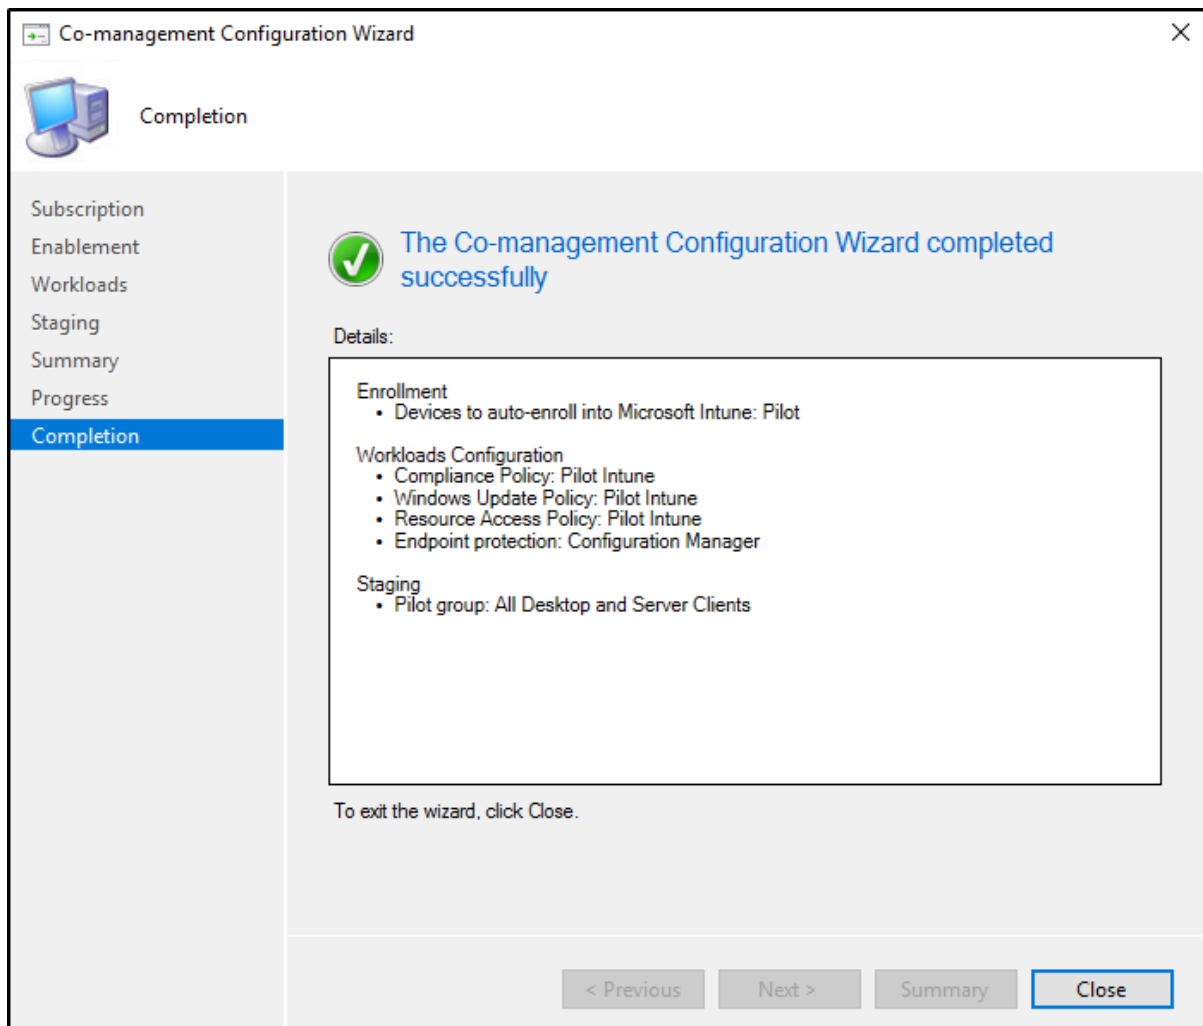 Co-management Configuration Wizard
Completion
Subscription
Enablement
Workloads
Staging
Summary
Progress
Completion
The Co-management Configuration Wizard completed
successfully
Details:
Enrollment
• Devices to auto-enroll into Microsoft Intune: Pilot
Workloads Configuration
• Compliance Policy: Pilot Intune
• Windows Update Policy: Pilot Intune
• Resource Access Policy: Pilot Intune
• Endpoint protection: Configuration Manager
Staging
• Pilot group: All Desktop and Server Clients
To exit the wizard, click Close.
< Previous
Next >
Summary
Close